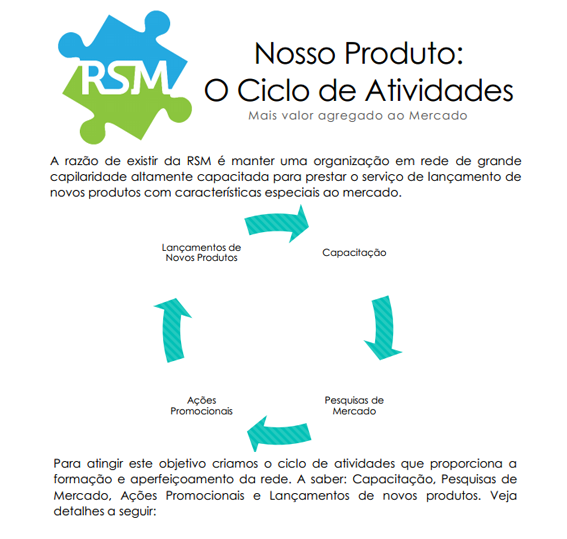 RSM
Nosso Produto:
O Ciclo de Atividades
Mais valor agregado ao Mercado
A razão de existir da RSM é manter uma organização em rede de grande
capilaridade altamente capacitada para prestar o serviço de lançamento de
novos produtos com características especiais ao mercado.
Lançamentos de
Novos Produtos
Capacitação
Ações
Promocionais
Pesquisas de
Mercado
Para atingir este objetivo criamos o ciclo de atividades que proporciona a
formação e aperfeiçoamento da rede. A saber: Capacitação, Pesquisas de
Mercado, Ações Promocionais e Lançamentos de novos produtos. Veja
detalhes a seguir: